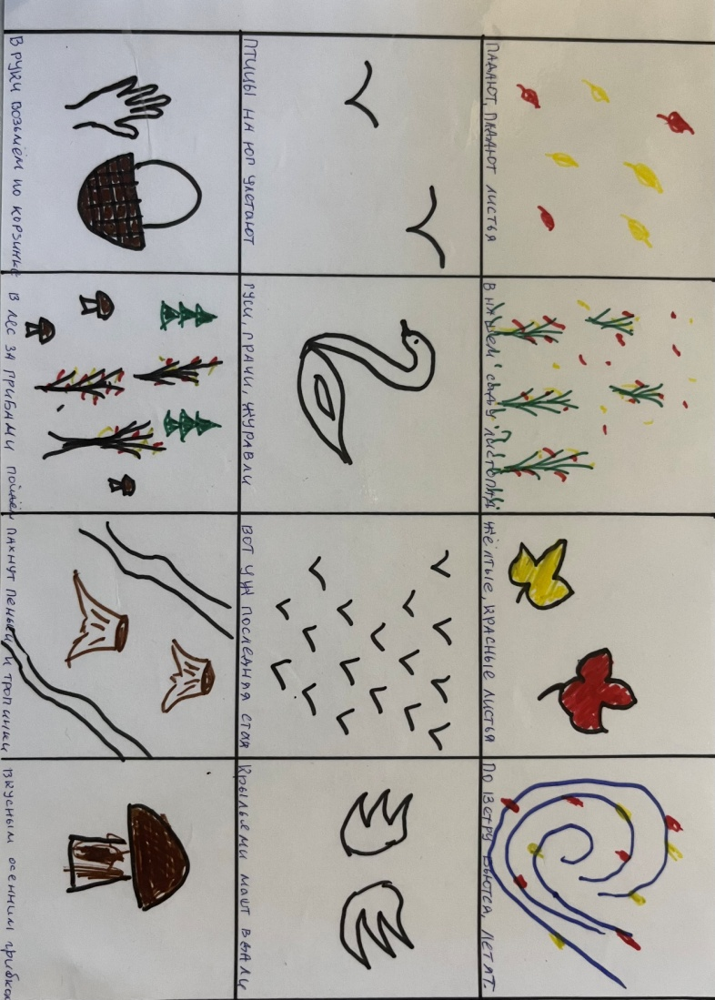 ПАДАЮТ, ПАДАЮТ ЛИСТЬЯ
В НАШЕМ САДУ ЛИСТОПАД
ЖЁЛТЫЕ, КРАСНЫЕ ЛИСТЬЯ
ПО ВЕТРУ ВЬЮТСЯ, ЛЕТЯТ.
ПТИЦЫ НА ЮГ УЛЕТАЮТ
ГУСИ, ГРАЧИ, ЖУРАВЛИ
ВОТ УЖ ПОСЛЕДНЯЯ СТАЯ
КРЫЛЬЯМИ МАШУТ ВДАЛИ
В РУКИ ВОЗЬМЁМ ПО КОРЗИНКЕ
В ЛЕС ЗА ГРИБАМИ ПОЙДЁМ
ПАХНУТ ПЕНЬКИ И ТРОПИНКИ
ВКУСНЫМ ОСЕННИМ ГРИБКОМ